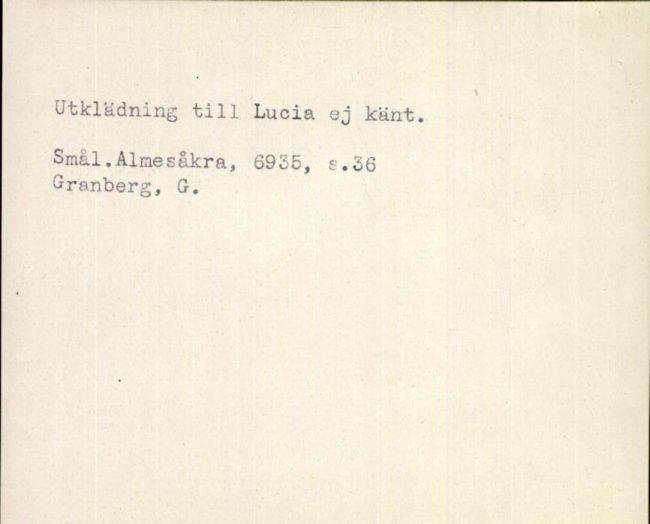 Utklädning till Lucia ej känt.
Smål.Almesåkra, 6935, s.36
Granberg, G.